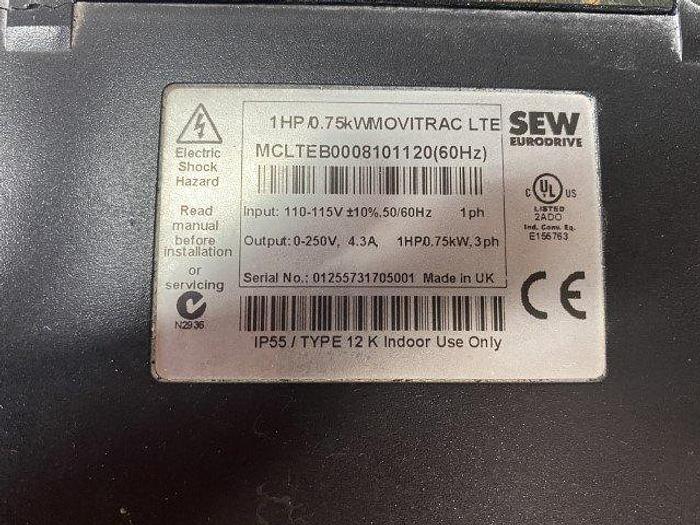 1HP/0.75kWMOVITRAC LTE
SEW
EURODRIVE
MCLTEB0008101120(60Hz)
Electric
Shock
Hazard
Read
manual
before
installation
or
servicing
N2936
Input: 110-115V ±10%,50/60Hz 1ph
Output:0-250V, 4.3A, 1HP/0.75kW,3ph
Serial No.: 01255731705001 Made in UK
C UL US
LISTED
2ADO
Ind. Conv. Eq.
E156763
CE
IP55 / TYPE 12 K Indoor Use Only